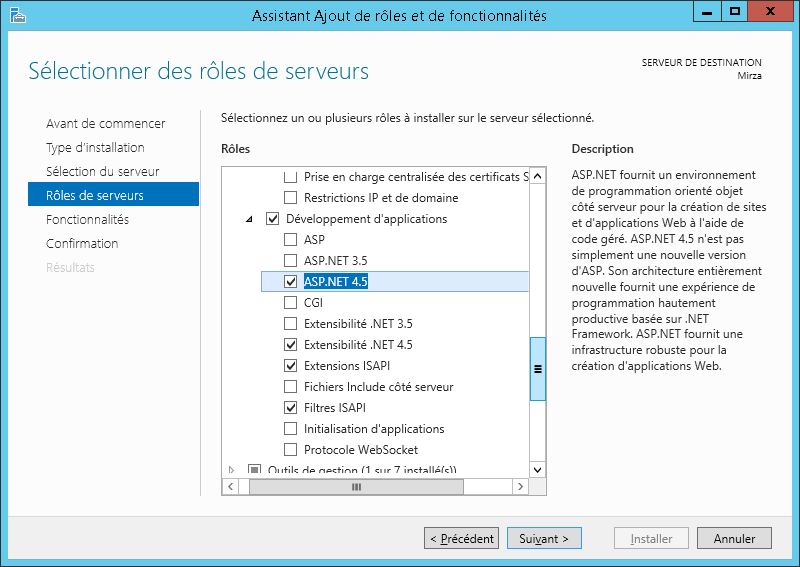 Assistant Ajout de rôles et de fonctionnalités
Sélectionner des rôles de serveurs
SERVEUR DE DESTINATION
Mirza
Avant de commencer
Type d'installation
Sélection du serveur
Rôles de serveurs
Fonctionnalités
Confirmation
Résultats
Sélectionnez un ou plusieurs rôles à installer sur le serveur sélectionné.
Rôles
Prise en charge centralisée des certificats S
Restrictions IP et de domaine
Développement d'applications
ASP
ASP.NET 3.5
ASP.NET 4.5
CGI
Extensibilité .NET 3.5
Extensibilité .NET 4.5
Extensions ISAPI
Fichiers Include côté serveur
Filtres ISAPI
Initialisation d'applications
Protocole WebSocket
Outils de gestion (1 sur 7 installé(s))
Description
ASP.NET fournit un environnement
de programmation orienté objet
côté serveur pour la création de sites
et d'applications Web à l'aide de
code géré. ASP.NET 4.5 n'est pas
simplement une nouvelle version
d'ASP. Son architecture entièrement
nouvelle fournit une expérience de
programmation hautement
productive basée sur .NET
Framework. ASP.NET fournit une
infrastructure robuste pour la
création d'applications Web.
< Précédent
Suivant >
Installer
Annuler